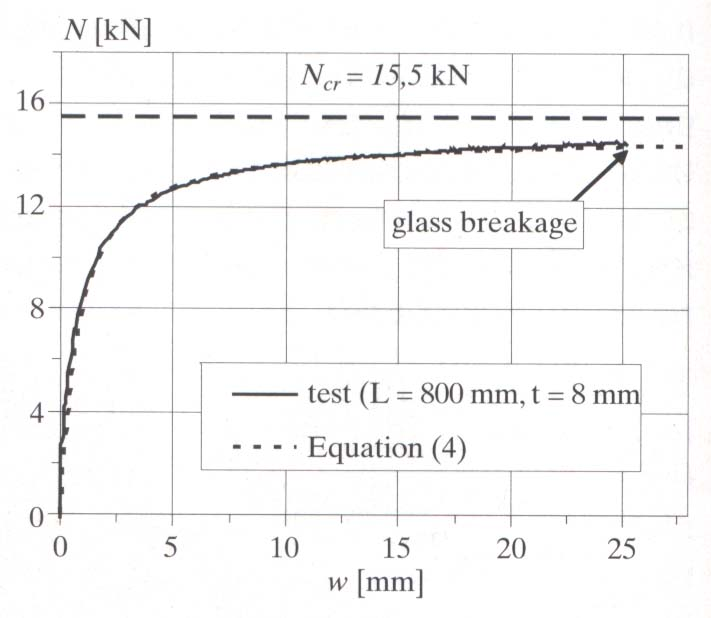 N [kN]
N_cr = 15,5 kN
16
12
glass breakage
8
test (L = 800 mm, t = 8 mm
4
Equation (4)
0
0 5 10 15 20 25
w [mm]